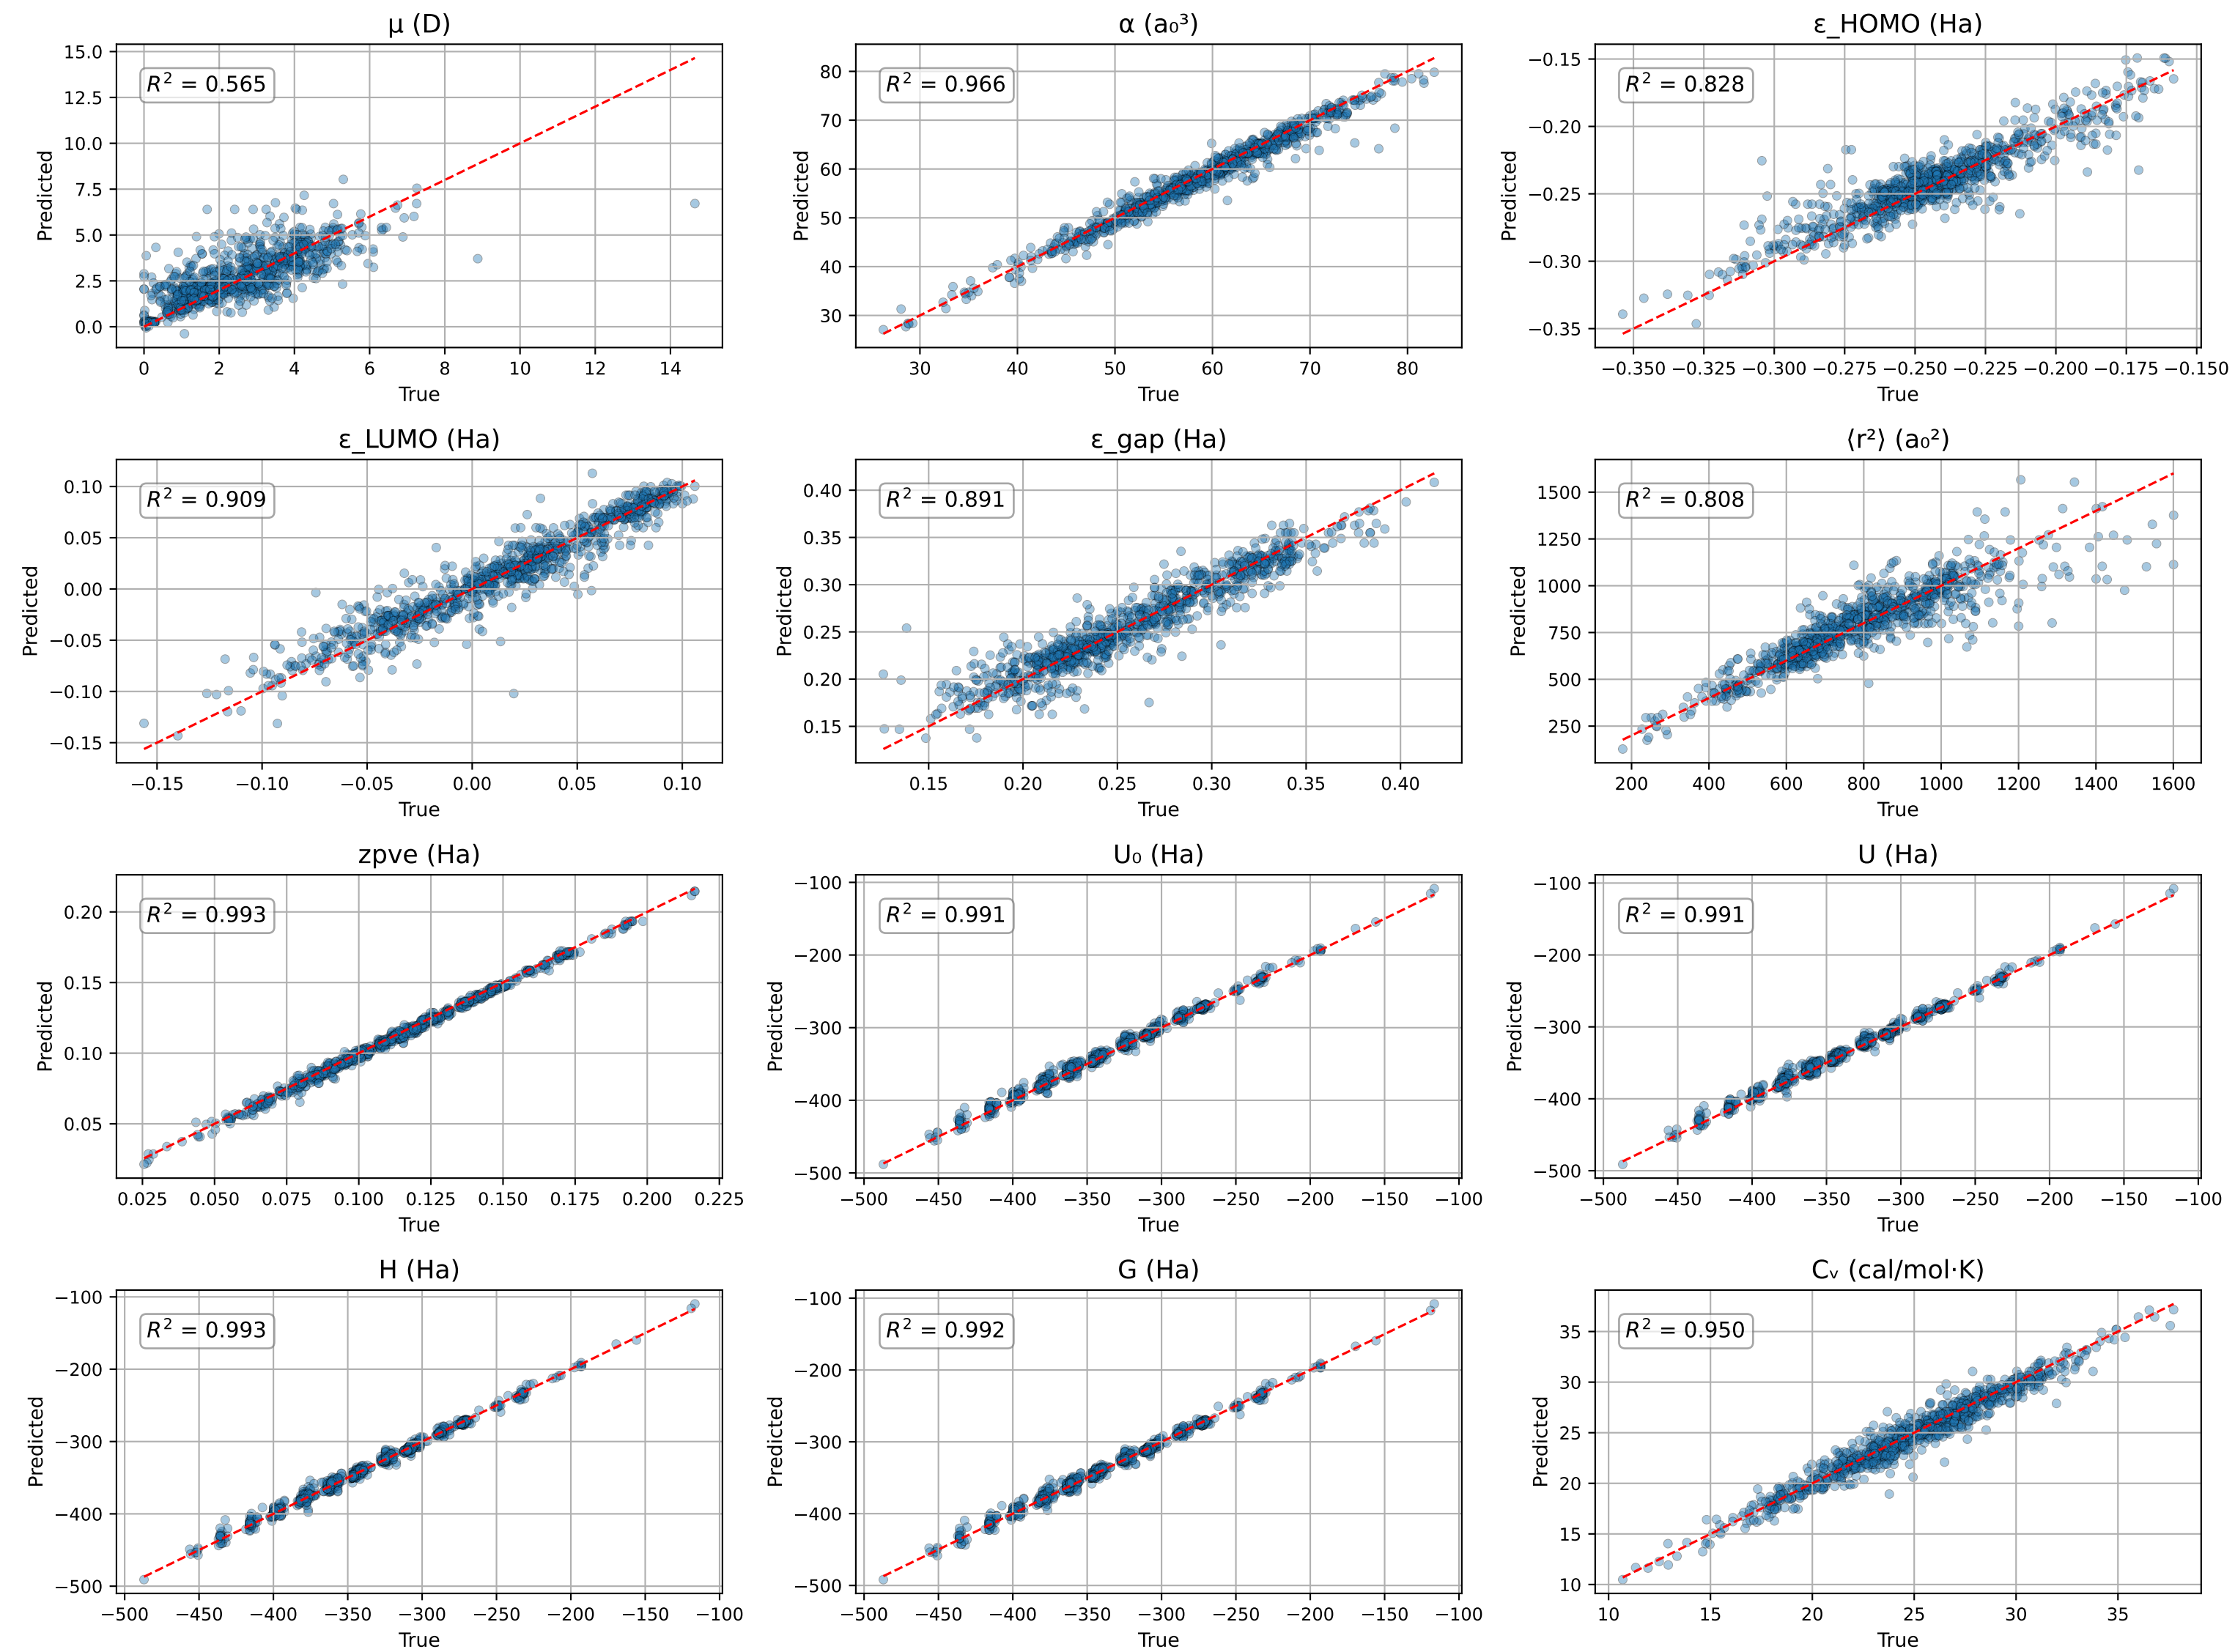 μ (D)
15.0
12.5
10.0
7.5
5.0
2.5
0.0
Predicted
R² = 0.565
0 2 4 6 8 10 12 14
True
α (a₀³)
80
70
60
50
40
30
Predicted
R² = 0.966
30 40 50 60 70 80
True
ε_HOMO (Ha)
−0.15
−0.20
−0.25
−0.30
−0.35
Predicted
R² = 0.828
−0.350 −0.325 −0.300 −0.275 −0.250 −0.225 −0.200 −0.175 −0.150
True
ε_LUMO (Ha)
0.10
0.05
0.00
−0.05
−0.10
−0.15
Predicted
R² = 0.909
−0.15 −0.10 −0.05 0.00 0.05 0.10
True
ε_gap (Ha)
0.40
0.35
0.30
0.25
0.20
0.15
Predicted
R² = 0.891
0.15 0.20 0.25 0.30 0.35 0.40
True
⟨r²⟩ (a₀²)
1500
1250
1000
750
500
250
Predicted
R² = 0.808
200 400 600 800 1000 1200 1400 1600
True
zpve (Ha)
0.20
0.15
0.10
0.05
Predicted
R² = 0.993
0.025 0.050 0.075 0.100 0.125 0.150 0.175 0.200 0.225
True
U₀ (Ha)
−100
−200
−300
−400
−500
Predicted
R² = 0.991
−500 −450 −400 −350 −300 −250 −200 −150 −100
True
U (Ha)
−100
−200
−300
−400
−500
Predicted
R² = 0.991
−500 −450 −400 −350 −300 −250 −200 −150 −100
True
H (Ha)
−100
−200
−300
−400
−500
Predicted
R² = 0.993
−500 −450 −400 −350 −300 −250 −200 −150 −100
True
G (Ha)
−100
−200
−300
−400
−500
Predicted
R² = 0.992
−500 −450 −400 −350 −300 −250 −200 −150 −100
True
Cᵥ (cal/mol·K)
35
30
25
20
15
10
Predicted
R² = 0.950
10 15 20 25 30 35
True